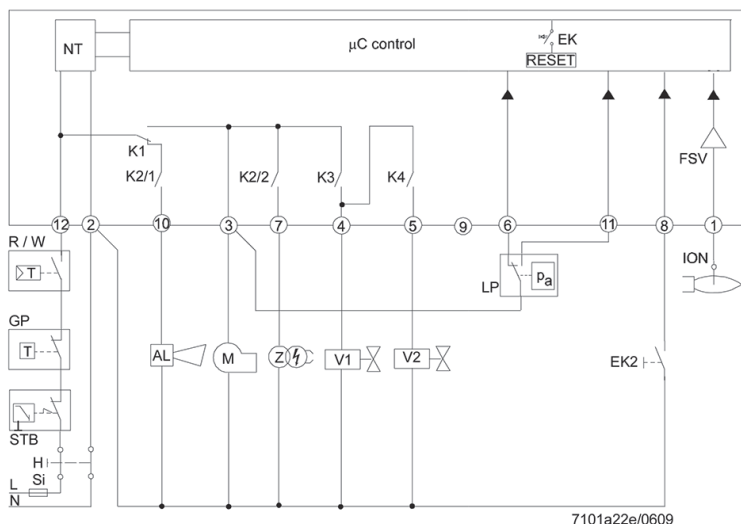 NT
μC control
EK
RESET
K1
FSV
K2/1
K2/2
K3
K4
12
2
10
3
7
4
5
9
6
11
8
1
R / W
T
LP
pa
ION
GP
T
AL
M
Z
V1
V2
EK2
STB
H
L
Si
N
7101a22e/0609